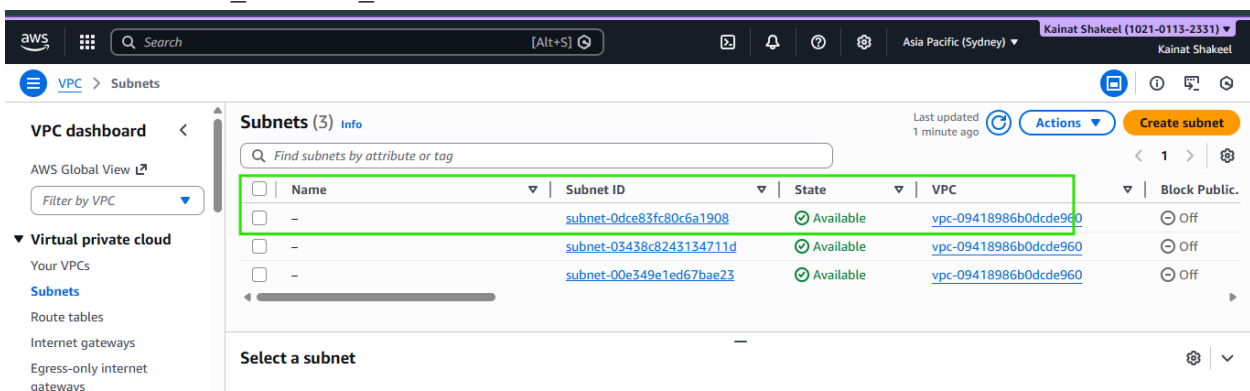 aws
Search [Alt+S]
Asia Pacific (Sydney) ▼
Kainat Shakeel (1021-0113-2331) ▼
Kainat Shakeel
VPC > Subnets
VPC dashboard
AWS Global View
Filter by VPC
Virtual private cloud
Your VPCs
Subnets
Route tables
Internet gateways
Egress-only internet
gateways
Subnets (3) Info
Last updated
1 minute ago
Actions ▼
Create subnet
Find subnets by attribute or tag
< 1 >
Name Subnet ID State VPC Block Public.
– subnet-0dce83fc80c6a1908 Available vpc-09418986b0dcde960 Off
– subnet-03438c8243134711d Available vpc-09418986b0dcde960 Off
– subnet-00e349e1ed67bae23 Available vpc-09418986b0dcde960 Off
Select a subnet